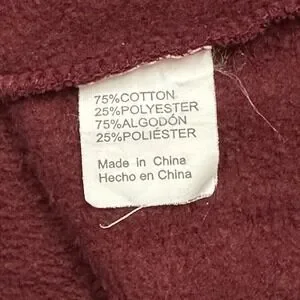 75%COTTON
25%POLYESTER
75%ALGODÓN
25%POLIÉSTER
Made in China
Hecho en China